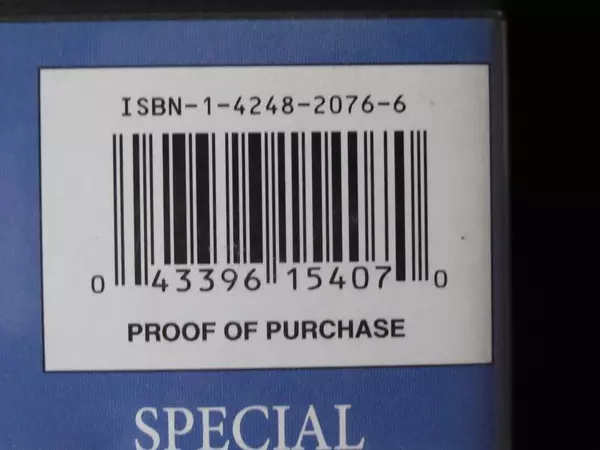 ISBN-1-4248-2076-6
0 43396 15407 0
PROOF OF PURCHASE
SPECIAL